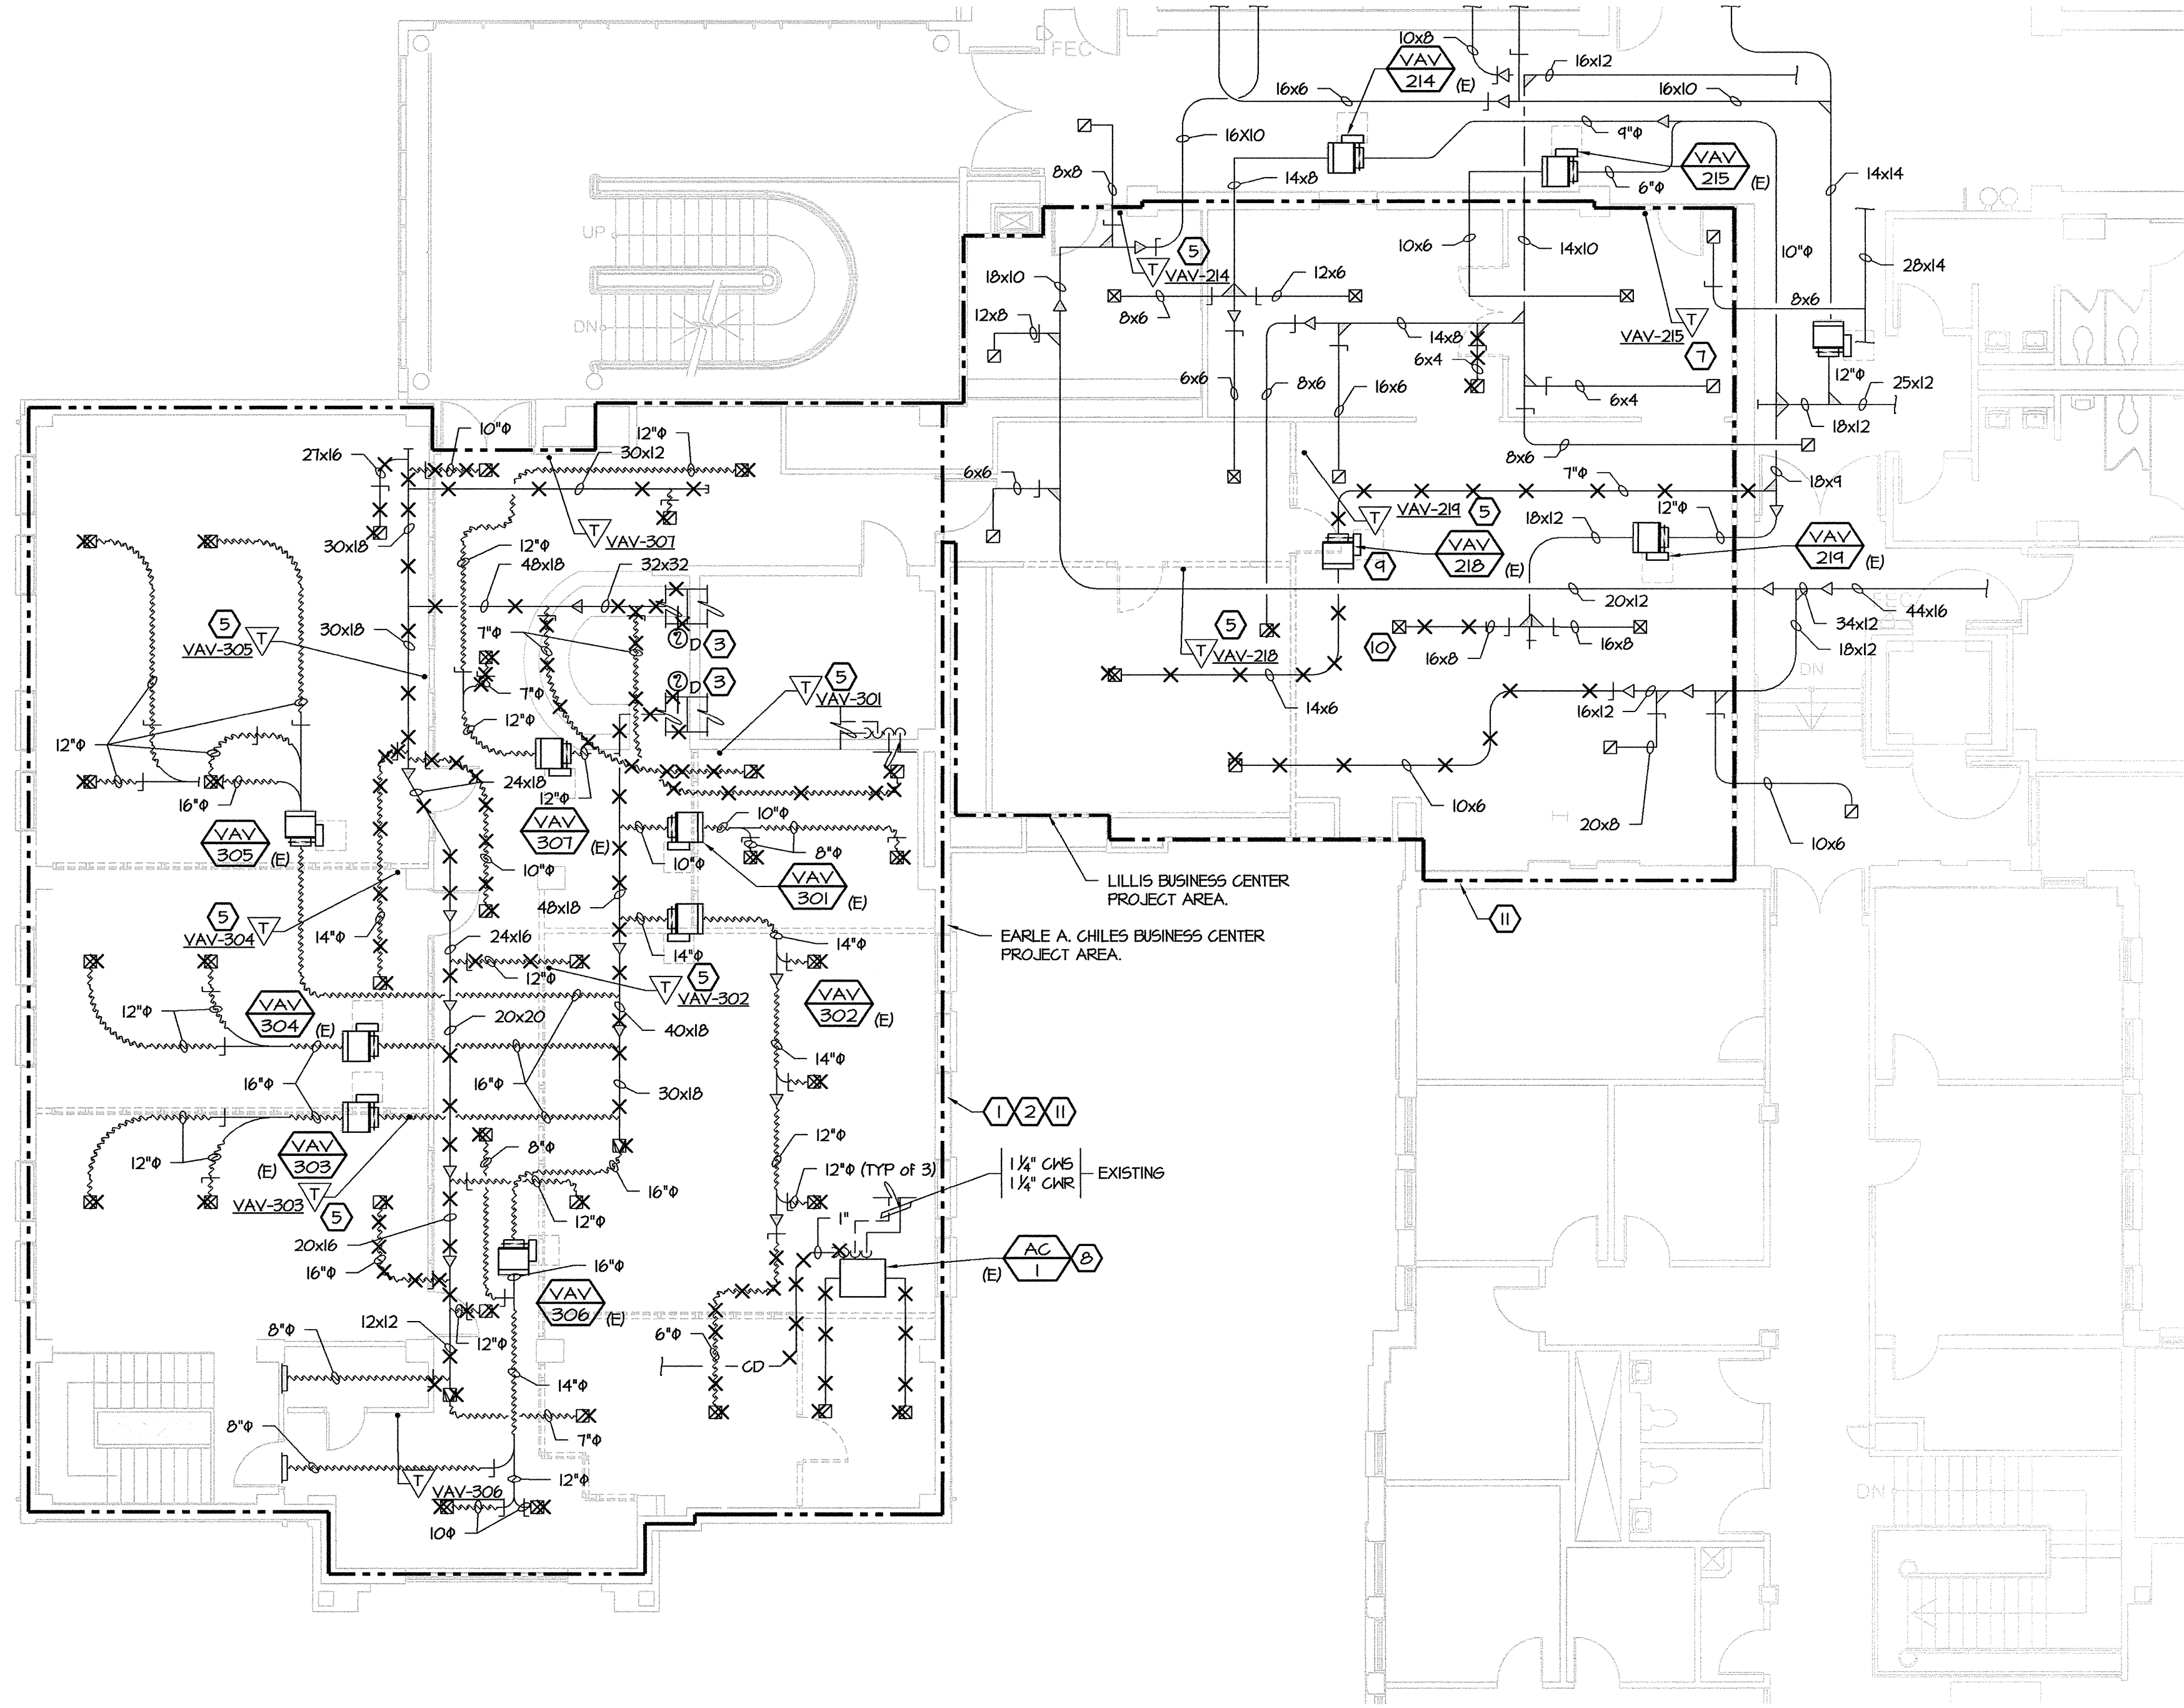 FEC
10x8
VAV
214
(E)
16x12
16x6
16x10
16X10
9"Φ
VAV
215
(E)
8x8
14x8
6"Φ
14x14
UP
5
T
VAV-214
10x6
14x10
10"Φ
28x14
18x10
12x6
8x6
8x6
DN
12x8
14x8
T
VAV-215
7
6x4
12"Φ
6x6
8x6
16x6
6x4
25x12
18x12
10"Φ
12"Φ
27x16
30x12
8x6
6x6
7"Φ
18x9
T
VAV-219
5
18x12
12"Φ
30x18
T
VAV-307
12"Φ
9
VAV
218
(E)
VAV
219
(E)
48x18
32x32
20x12
44x16
FEC
5
T
VAV-305
30x18
7"Φ
2
D
3
5
T
VAV-218
10
16x8
16x8
34x12
18x12
DN
2
D
3
7"Φ
T
5
VAV-301
14x6
16x12
12"Φ
12"Φ
16"Φ
24x18
12"Φ
10x6
20x8
10x6
VAV
305
(E)
VAV
307
(E)
10"Φ
10"Φ
8"Φ
10"Φ
VAV
301
(E)
LILLIS BUSINESS CENTER
PROJECT AREA.
11
5
T
VAV-304
14"Φ
48x18
24x16
14"Φ
14"Φ
EARLE A. CHILES BUSINESS CENTER
PROJECT AREA.
12"Φ
5
T
VAV-302
VAV
302
(E)
12"Φ
VAV
304
(E)
20x20
40x18
14"Φ
16"Φ
16"Φ
30x18
1
2
11
VAV
303
(E)
12"Φ
8"Φ
12"Φ
12"Φ (TYP of 3)
1 1/4" CWS
1 1/4" CWR
EXISTING
T
VAV-303
5
16"Φ
12"Φ
1"
20x16
16"Φ
16"Φ
AC
1
8
(E)
VAV
306
(E)
8"Φ
12x12
12"Φ
6"Φ
CD
14"Φ
8"Φ
7"Φ
T
VAV-306
12"Φ
10Φ
DN